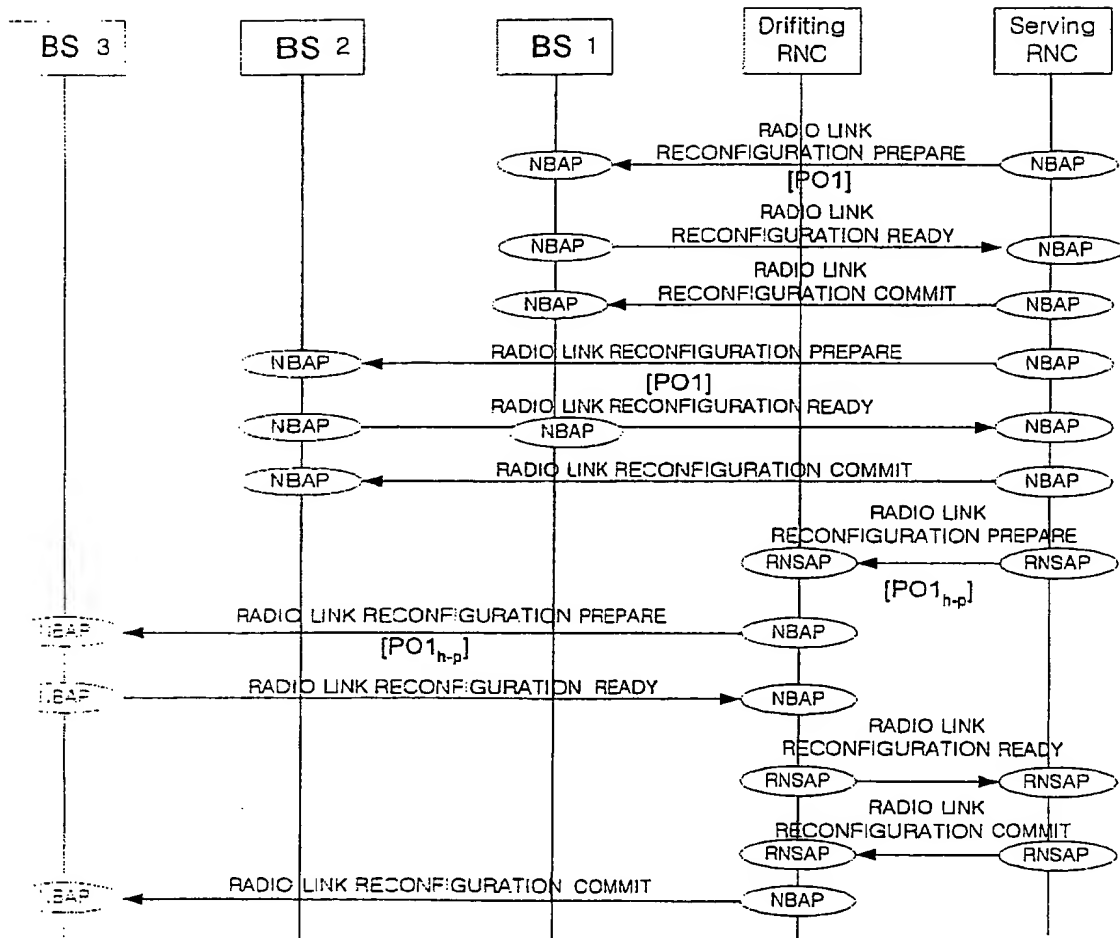 BS 3
BS 2
BS 1
Drifiting
RNC
Serving
RNC
RADIO LINK
RECONFIGURATION PREPARE
NBAP
NBAP
[PO1]
RADIO LINK
RECONFIGURATION READY
NBAP
NBAP
RADIO LINK
RECONFIGURATION COMMIT
NBAP
NBAP
RADIO LINK RECONFIGURATION PREPARE
NBAP
NBAP
[PO1]
RADIO LINK RECONFIGURATION READY
NBAP
NBAP
NBAP
RADIO LINK RECONFIGURATION COMMIT
NBAP
NBAP
RADIO LINK
RECONFIGURATION PREPARE
RNSAP
RNSAP
[PO1h-p]
RADIO LINK RECONFIGURATION PREPARE
NBAP
NBAP
[PO1h-p]
RADIO LINK RECONFIGURATION READY
NBAP
NBAP
RADIO LINK
RECONFIGURATION READY
RNSAP
RNSAP
RADIO LINK
RECONFIGURATION COMMIT
RNSAP
RNSAP
RADIO LINK RECONFIGURATION COMMIT
NBAP
NBAP